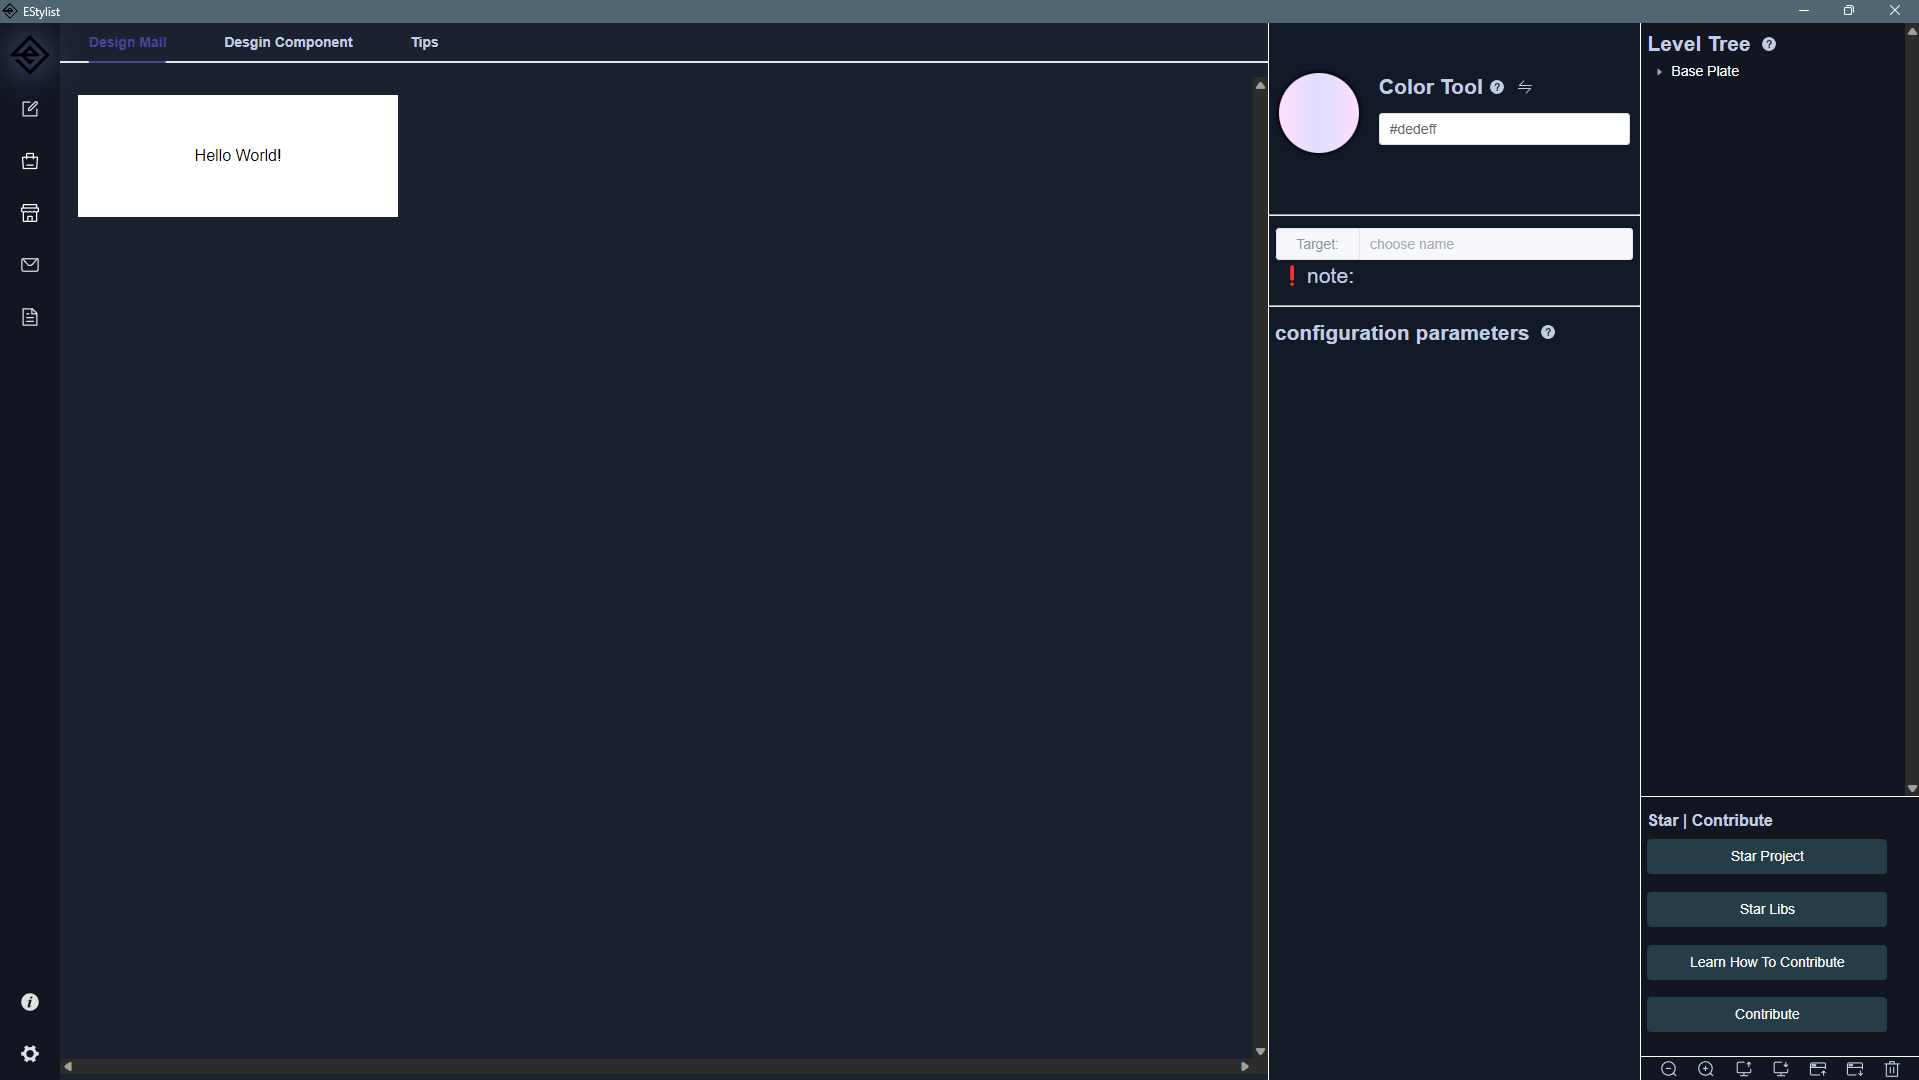 EStylist
Design Mail
Desgin Component
Tips
Hello World!
Color Tool
#dedeff
Target:
choose name
❗ note:
configuration parameters
Level Tree
Base Plate
Star | Contribute
Star Project
Star Libs
Learn How To Contribute
Contribute